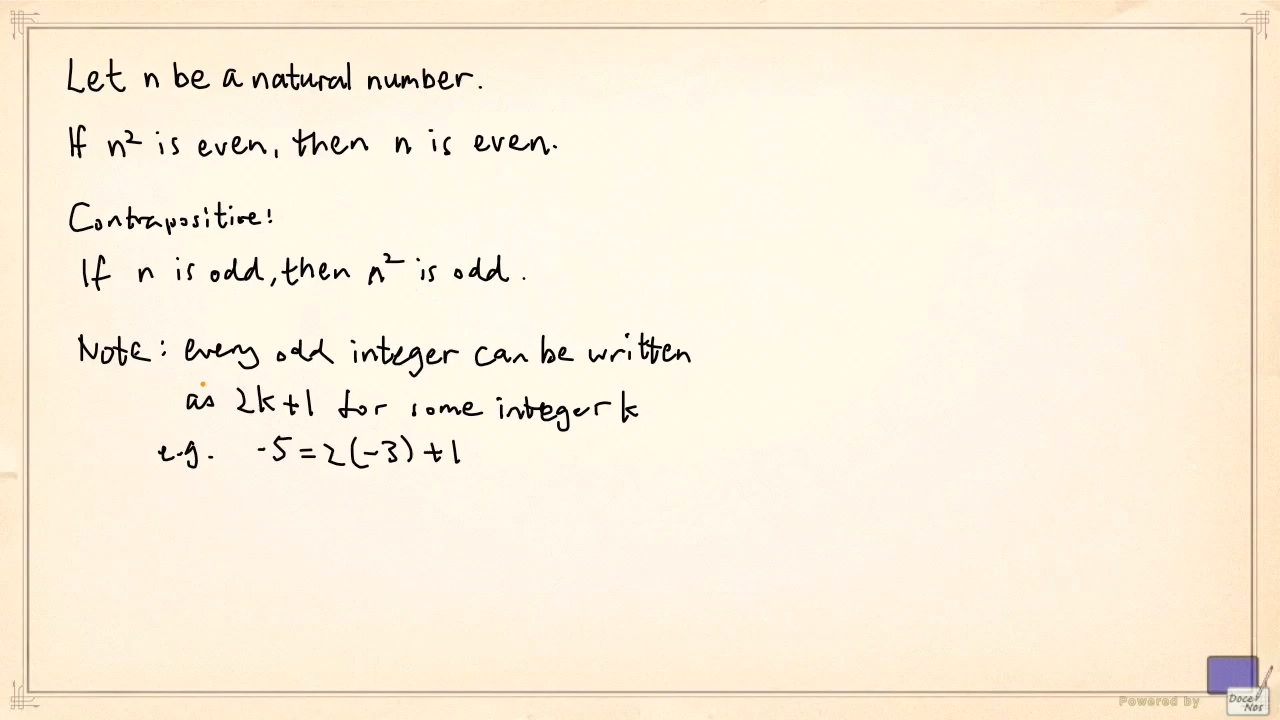 Let n be a natural number.
If n² is even, then n is even.
Contrapositive:
If n is odd, then n² is odd.
Note: every odd integer can be written
as 2k+1 for some integer k
e.g. -5=2(-3)+1
Powered by
Doceri